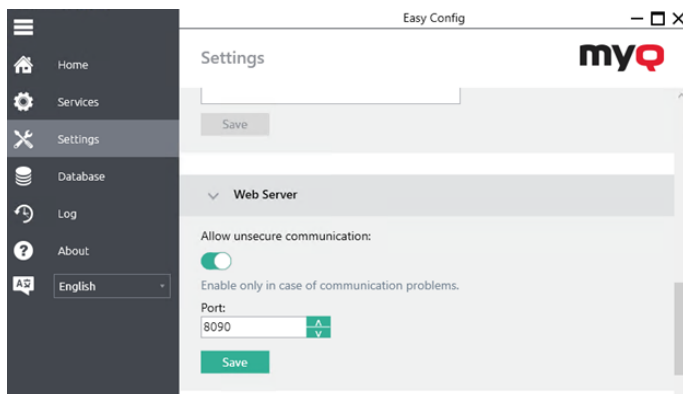 Easy Config
Home
Services
Settings
Database
Log
About
English
Settings
myQ
Save
Web Server
Allow unsecure communication:
Enable only in case of communication problems.
Port:
8090
Save